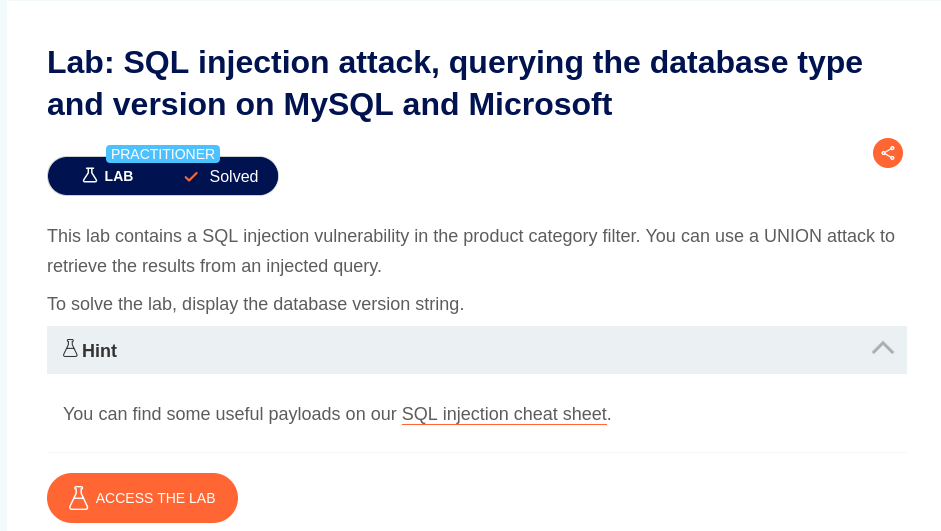 Lab: SQL injection attack, querying the database type
and version on MySQL and Microsoft
PRACTITIONER
LAB Solved
This lab contains a SQL injection vulnerability in the product category filter. You can use a UNION attack to
retrieve the results from an injected query.
To solve the lab, display the database version string.
Hint
You can find some useful payloads on our SQL injection cheat sheet.
ACCESS THE LAB